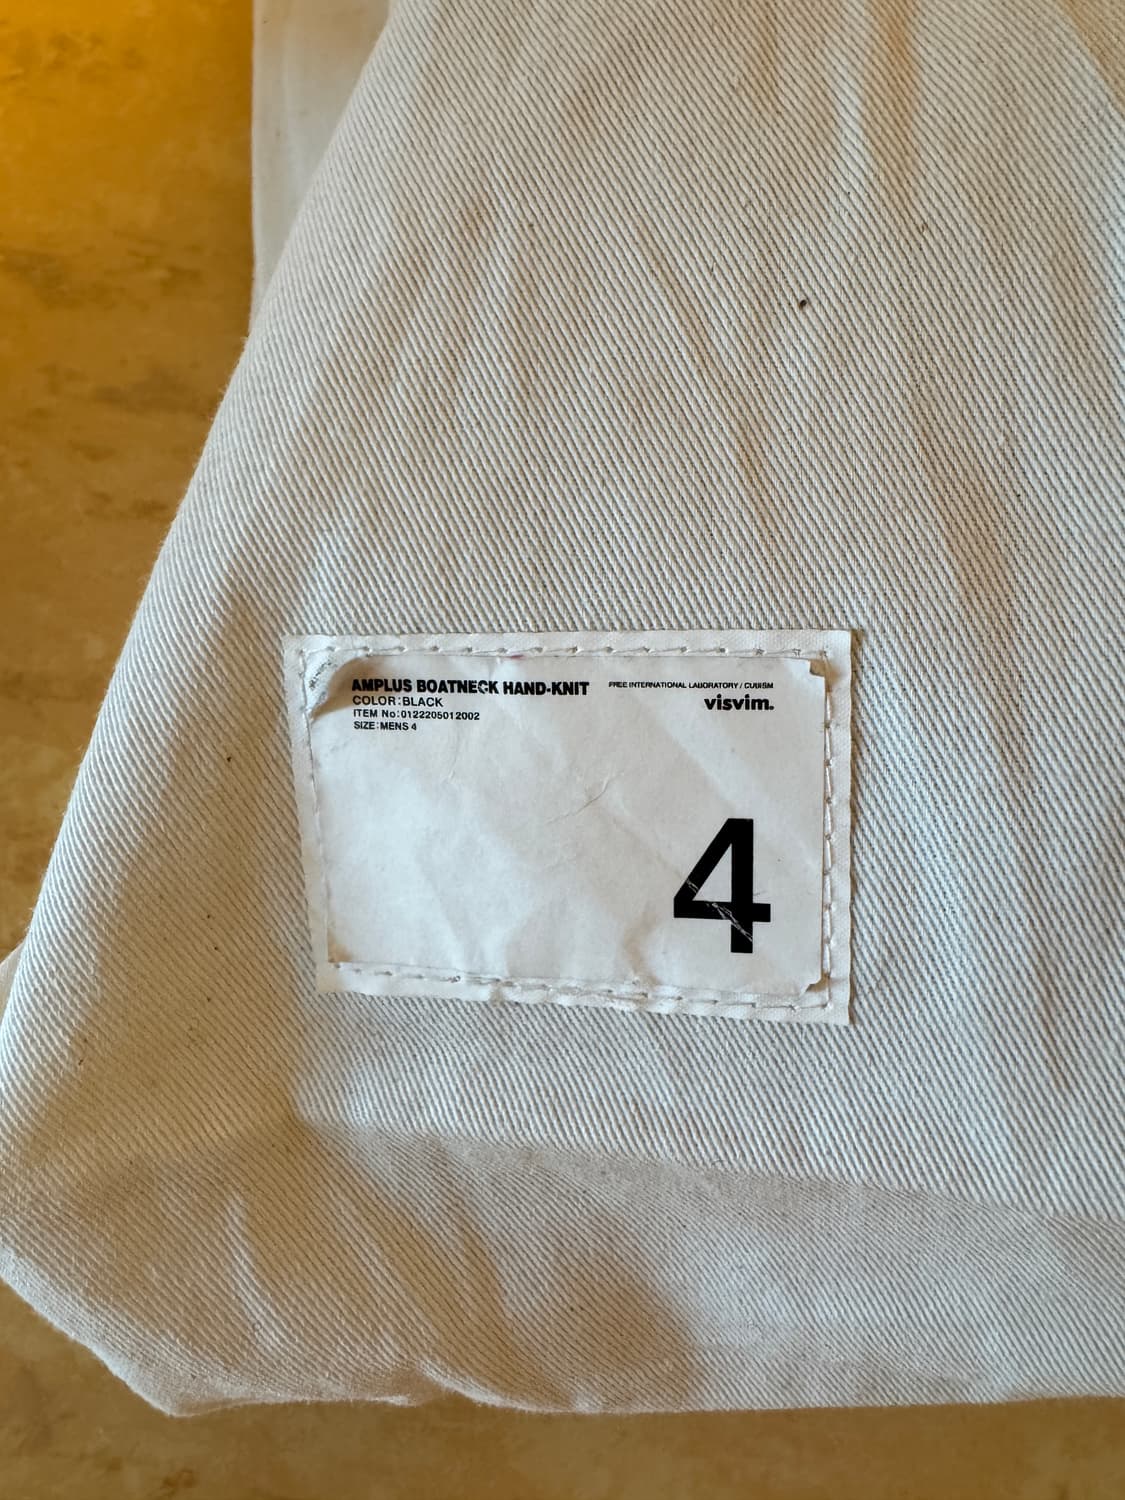 AMPLUS BOATNECK HAND-KNIT
COLOR:BLACK
ITEM No:0122205012002
SIZE:MENS 4
FREE INTERNATIONAL LABORATORY / CUBISM
visvim.
4